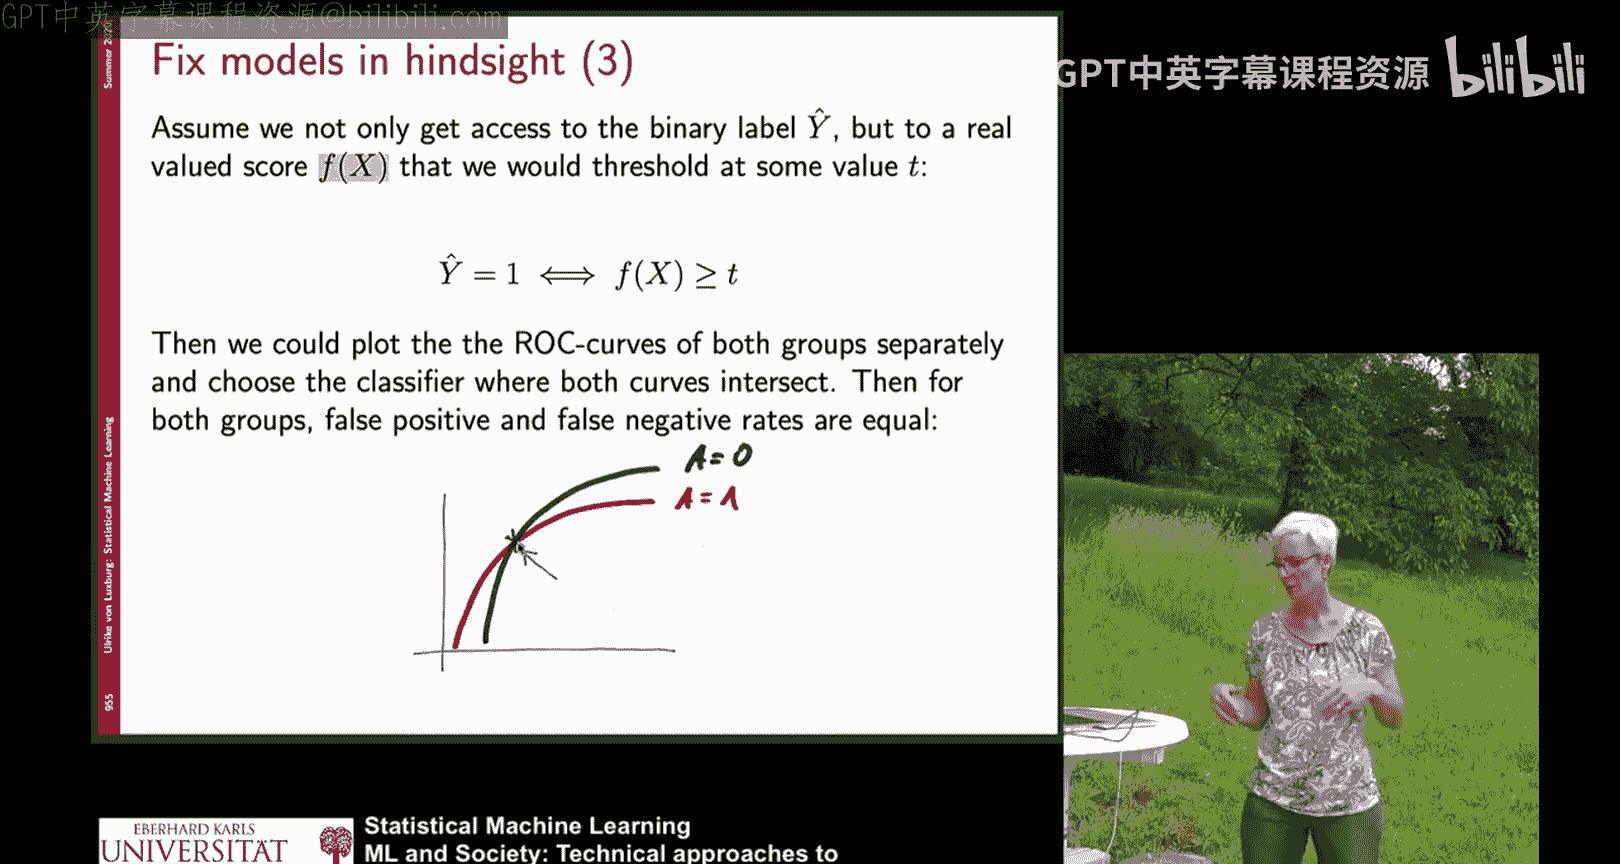 GPT中英字幕课程资源@bilibili.com
GPT中英字幕课程资源 bilibili
Summer 2020
Fix models in hindsight (3)
Assume we not only get access to the binary label Ŷ, but to a real
valued score f(X) that we would threshold at some value t:
Ŷ = 1 ⟺ f(X) ≥ t
Then we could plot the the ROC-curves of both groups separately
and choose the classifier where both curves intersect. Then for
both groups, false positive and false negative rates are equal:
A = 0
A = 1
Ulrike von Luxburg: Statistical Machine Learning
955
EBERHARD KARLS
UNIVERSITÄT
Statistical Machine Learning
ML and Society: Technical approaches to